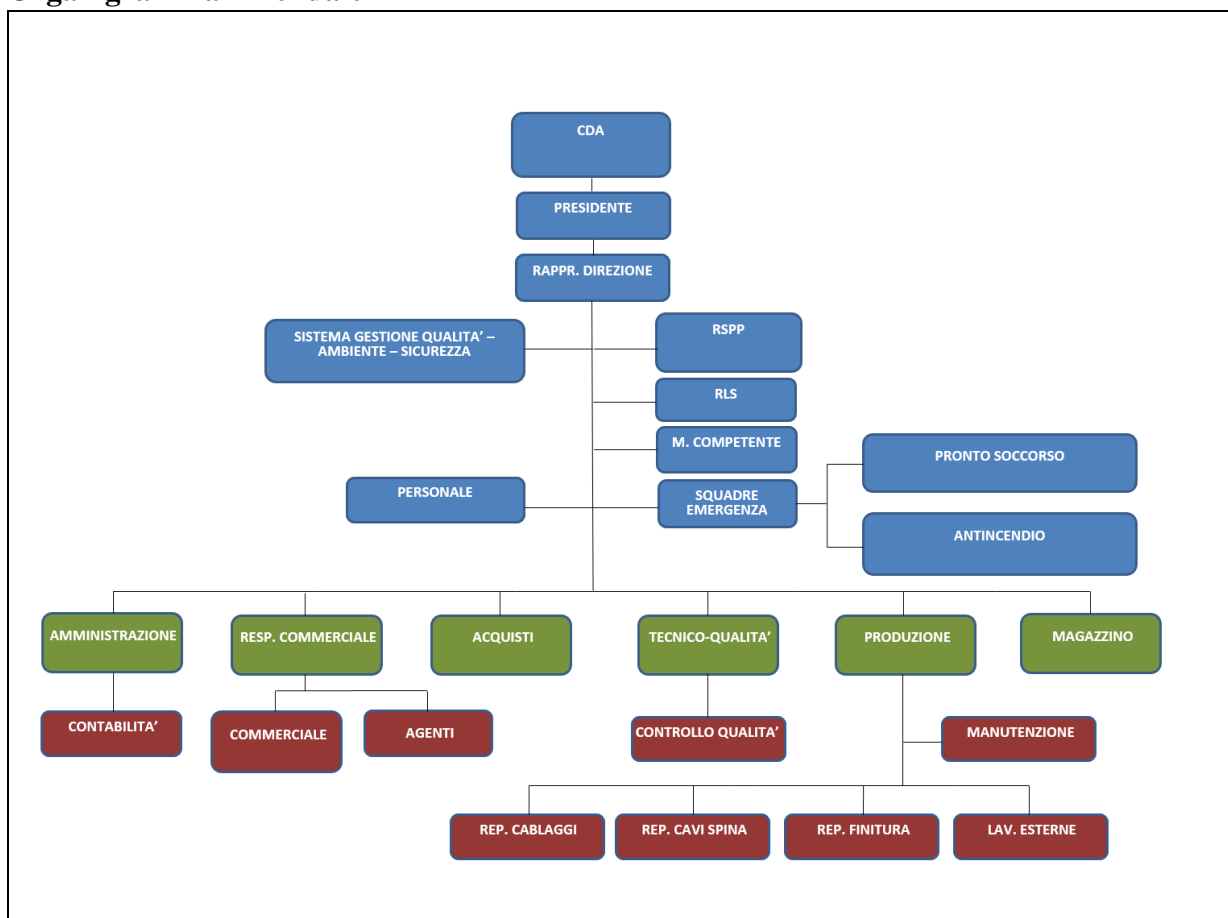 CDA
PRESIDENTE
RAPPR. DIREZIONE
SISTEMA GESTIONE QUALITA’ –
AMBIENTE – SICUREZZA
RSPP
RLS
M. COMPETENTE
PERSONALE
SQUADRE
EMERGENZA
PRONTO SOCCORSO
ANTINCENDIO
AMMINISTRAZIONE
RESP. COMMERCIALE
ACQUISTI
TECNICO-QUALITA’
PRODUZIONE
MAGAZZINO
CONTABILITA’
COMMERCIALE
AGENTI
CONTROLLO QUALITA’
MANUTENZIONE
REP. CABLAGGI
REP. CAVI SPINA
REP. FINITURA
LAV. ESTERNE